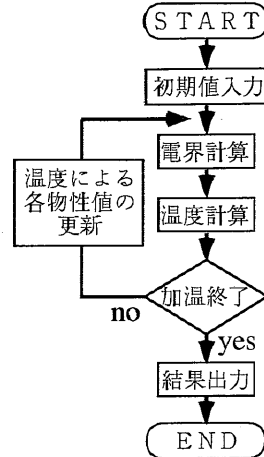 START
初期値入力
電界計算
温度による
各物性値の
更新
温度計算
加温終了
no
yes
結果出力
END